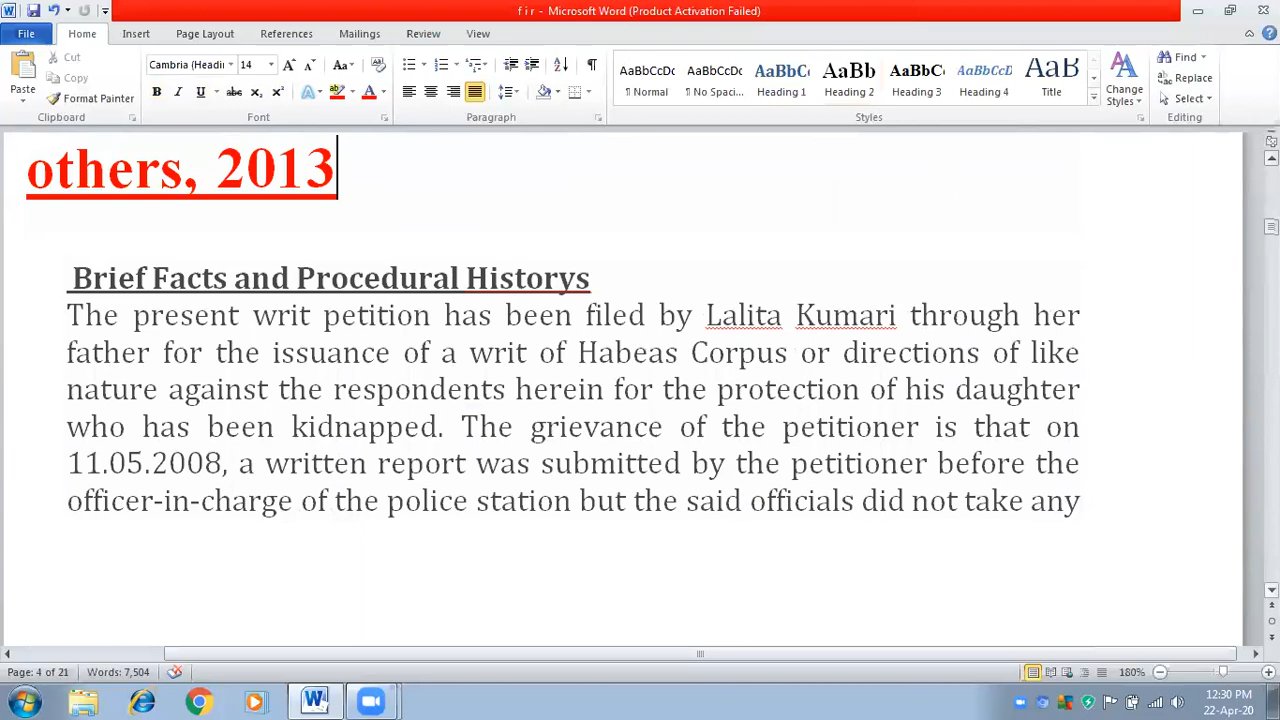 f i r - Microsoft Word (Product Activation Failed)
File Home Insert Page Layout References Mailings Review View
Paste
Cut
Copy
Format Painter
Clipboard
Cambria (Headi 14
Font
Paragraph
AaBbCcDc AaBbCcDc AaBbC AaBb AaBbC AaBbCcD AaB
¶ Normal ¶ No Spaci... Heading 1 Heading 2 Heading 3 Heading 4 Title
Change
Styles
Styles
Find
Replace
Select
Editing
others, 2013
Brief Facts and Procedural Historys
The present writ petition has been filed by Lalita Kumari through her
father for the issuance of a writ of Habeas Corpus or directions of like
nature against the respondents herein for the protection of his daughter
who has been kidnapped. The grievance of the petitioner is that on
11.05.2008, a written report was submitted by the petitioner before the
officer-in-charge of the police station but the said officials did not take any
Page: 4 of 21 Words: 7,504 180%
12:30 PM
22-Apr-20